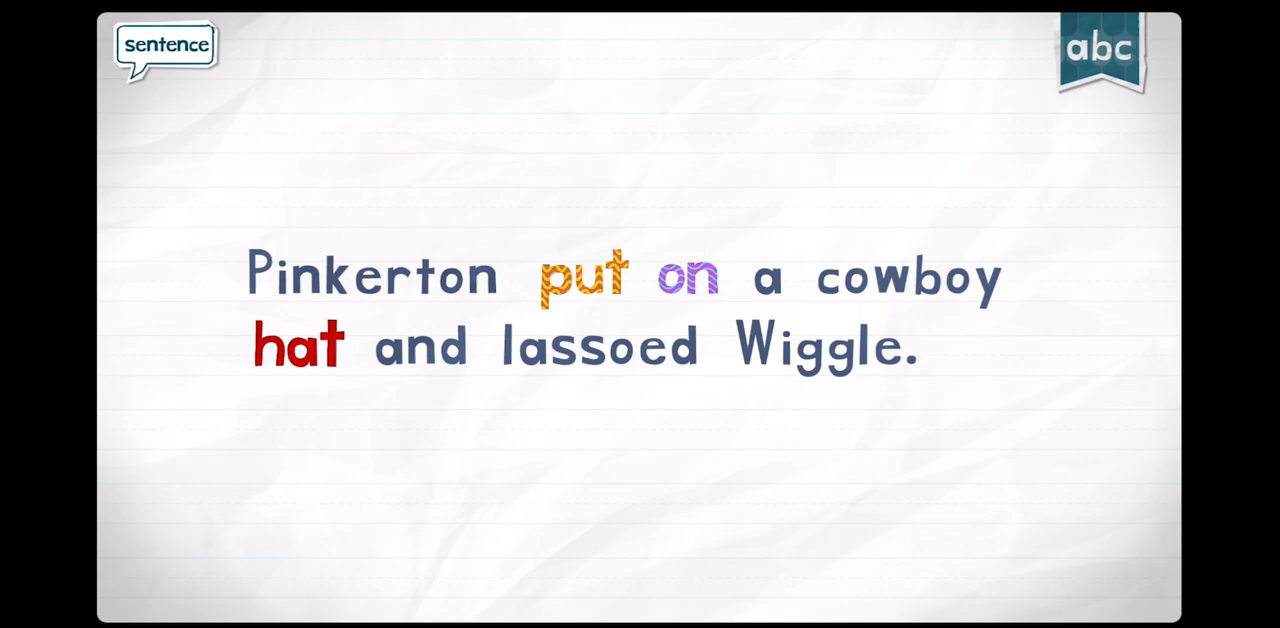 sentence
abc
Pinkerton put on a cowboy
hat and lassoed Wiggle.